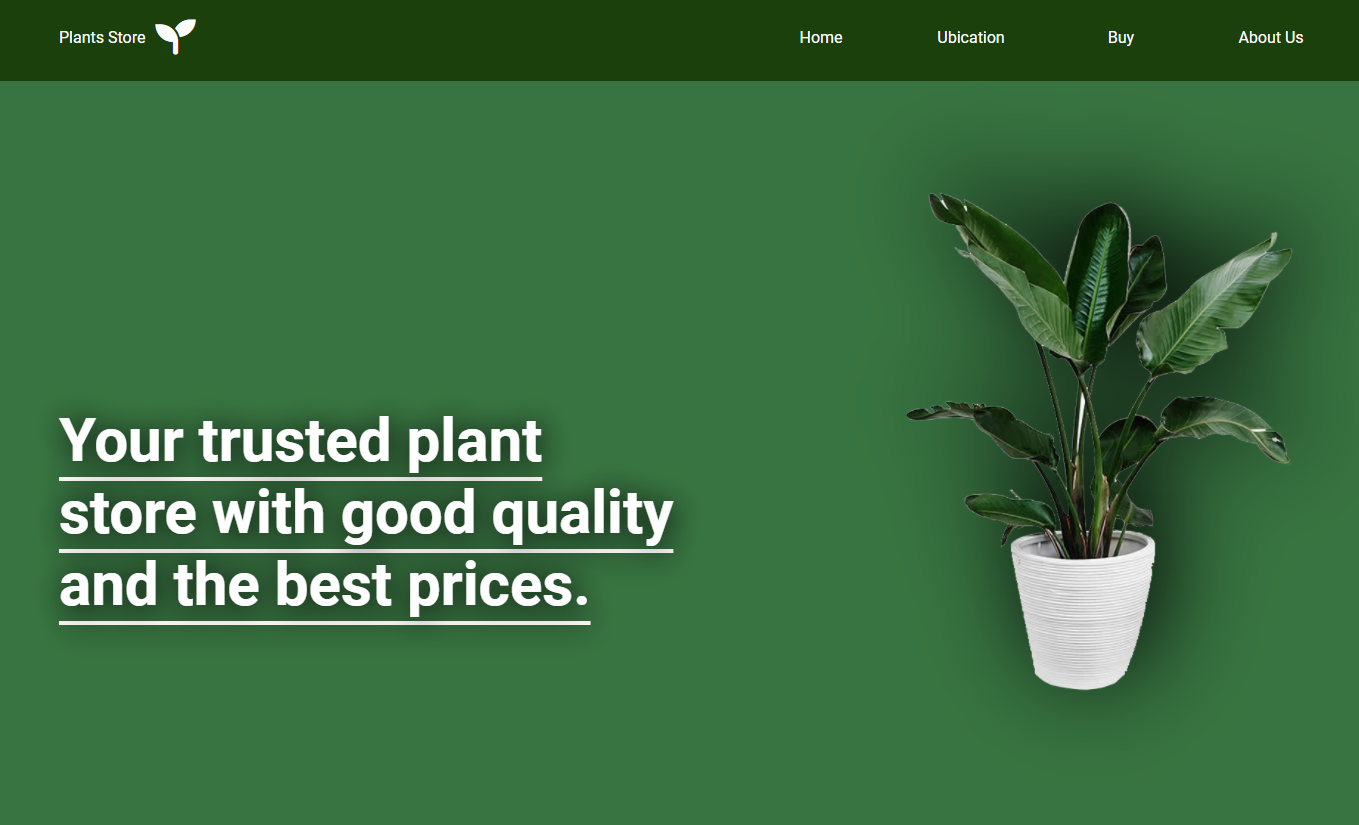 Plants Store
Home
Ubication
Buy
About Us
Your trusted plant
store with good quality
and the best prices.